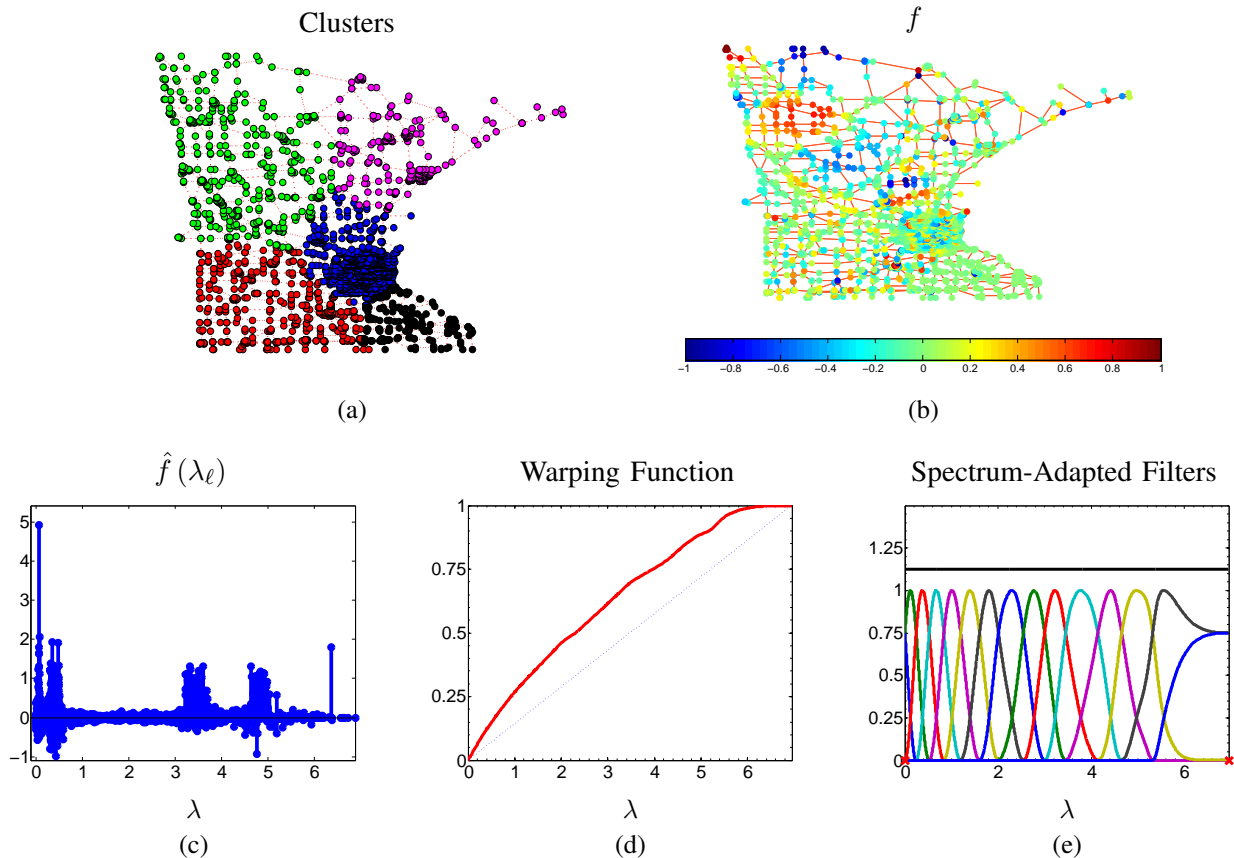 Clusters
f
−1 −0.8 −0.6 −0.4 −0.2 0 0.2 0.4 0.6 0.8 1
(a)
(b)
f̂ (λℓ)
5
4
3
2
1
0
−1
0 1 2 3 4 5 6
λ
(c)
Warping Function
1
0.75
0.5
0.25
0
0 1 2 3 4 5 6
λ
(d)
Spectrum-Adapted Filters
1.25
1
0.75
0.5
0.25
0
0 2 4 6
λ
(e)